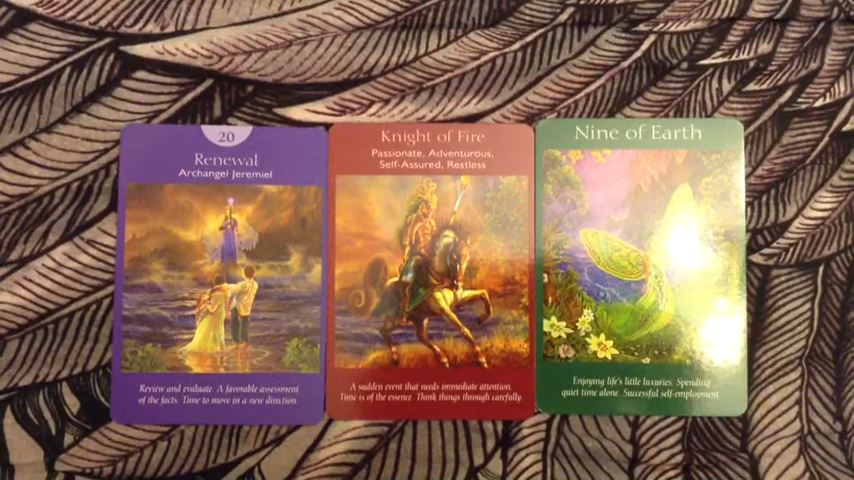 20
Renewal
Archangel Jeremiel
Review and evaluate. A favorable assessment
of the facts. Time to move in a new direction.
Knight of Fire
Passionate, Adventurous,
Self-Assured, Restless
A sudden event that needs immediate attention.
Time is of the essence. Think things through carefully.
Nine of Earth
Enjoying life's little luxuries. Spending
quiet time alone. Successful self-employment.